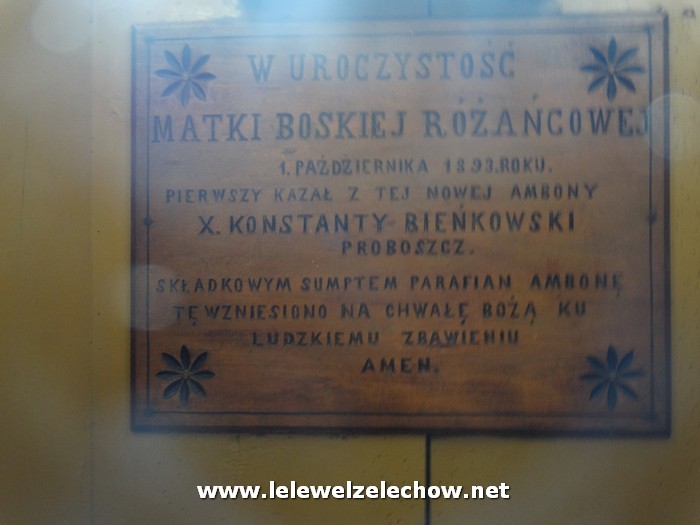 W UROCZYSTOŚĆ
MATKI BOSKIEJ RÓŻAŃCOWEJ
1. PAŹDZIERNIKA 1893. ROKU.
PIERWSZY KAZAŁ Z TEJ NOWEJ AMBONY
X. KONSTANTY BIEŃKOWSKI
PROBOSZCZ.
SKŁADKOWYM SUMPTEM PARAFIAN AMBONĘ
TĘ WZNIESIONO NA CHWAŁĘ BOŻĄ KU
LUDZKIEMU ZBAWIENIU
AMEN.
www.lelewelzelechow.net